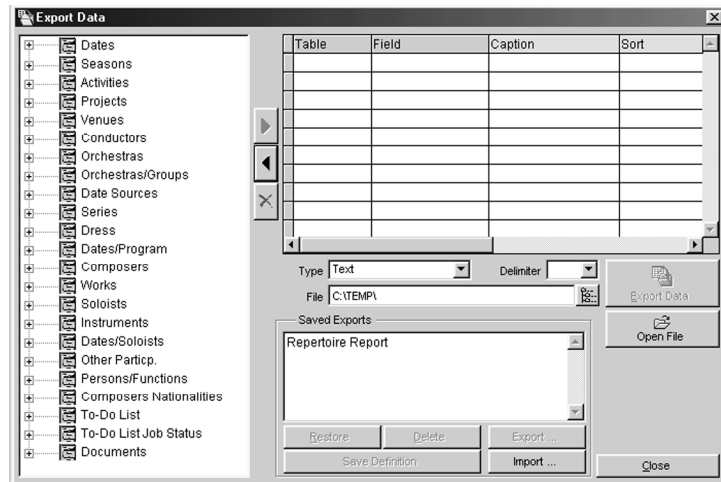 Export Data
Dates
Seasons
Activities
Projects
Venues
Conductors
Orchestras
Orchestras/Groups
Date Sources
Series
Dress
Dates/Program
Composers
Works
Soloists
Instruments
Dates/Soloists
Other Particp.
Persons/Functions
Composers Nationalities
To-Do List
To-Do List Job Status
Documents
Table Field Caption Sort
Type Text Delimiter
File C:\TEMP\
Export Data
Open File
Saved Exports
Repertoire Report
Restore Delete Export ...
Save Definition Import ...
Close